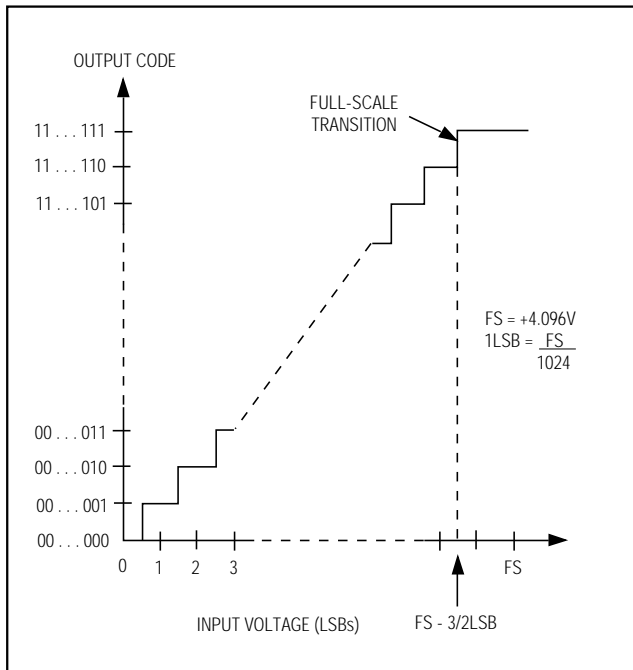 OUTPUT CODE
FULL-SCALE
TRANSITION
11 . . . 111
11 . . . 110
11 . . . 101
FS = +4.096V
1LSB = FS
1024
00 . . . 011
00 . . . 010
00 . . . 001
00 . . . 000
0 1 2 3 FS
INPUT VOLTAGE (LSBs) FS - 3/2LSB